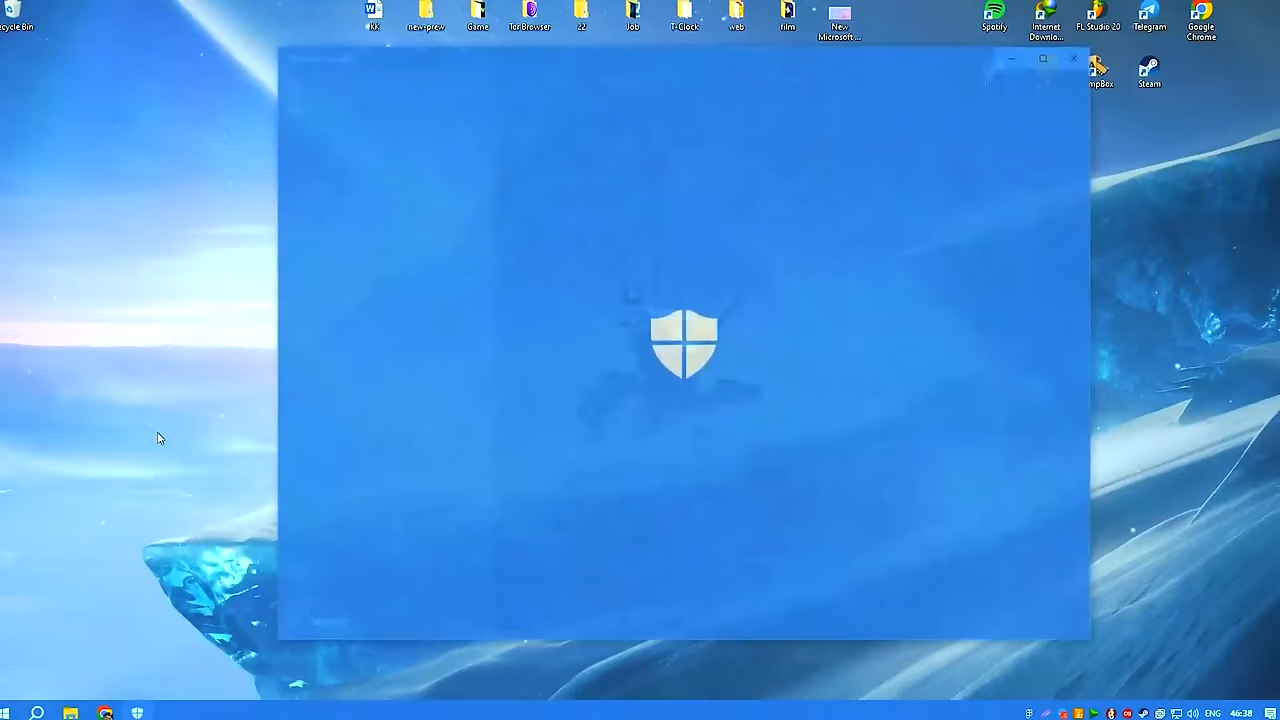 ecycle Bin
KK
new-prew
Game
Tor Browser
22
Job
T-Clock
web
film
New
Microsoft ...
Spotify
Internet
Downlo...
FL Studio 20
Telegram
Google
Chrome
mpBox
Steam
ENG
46:38